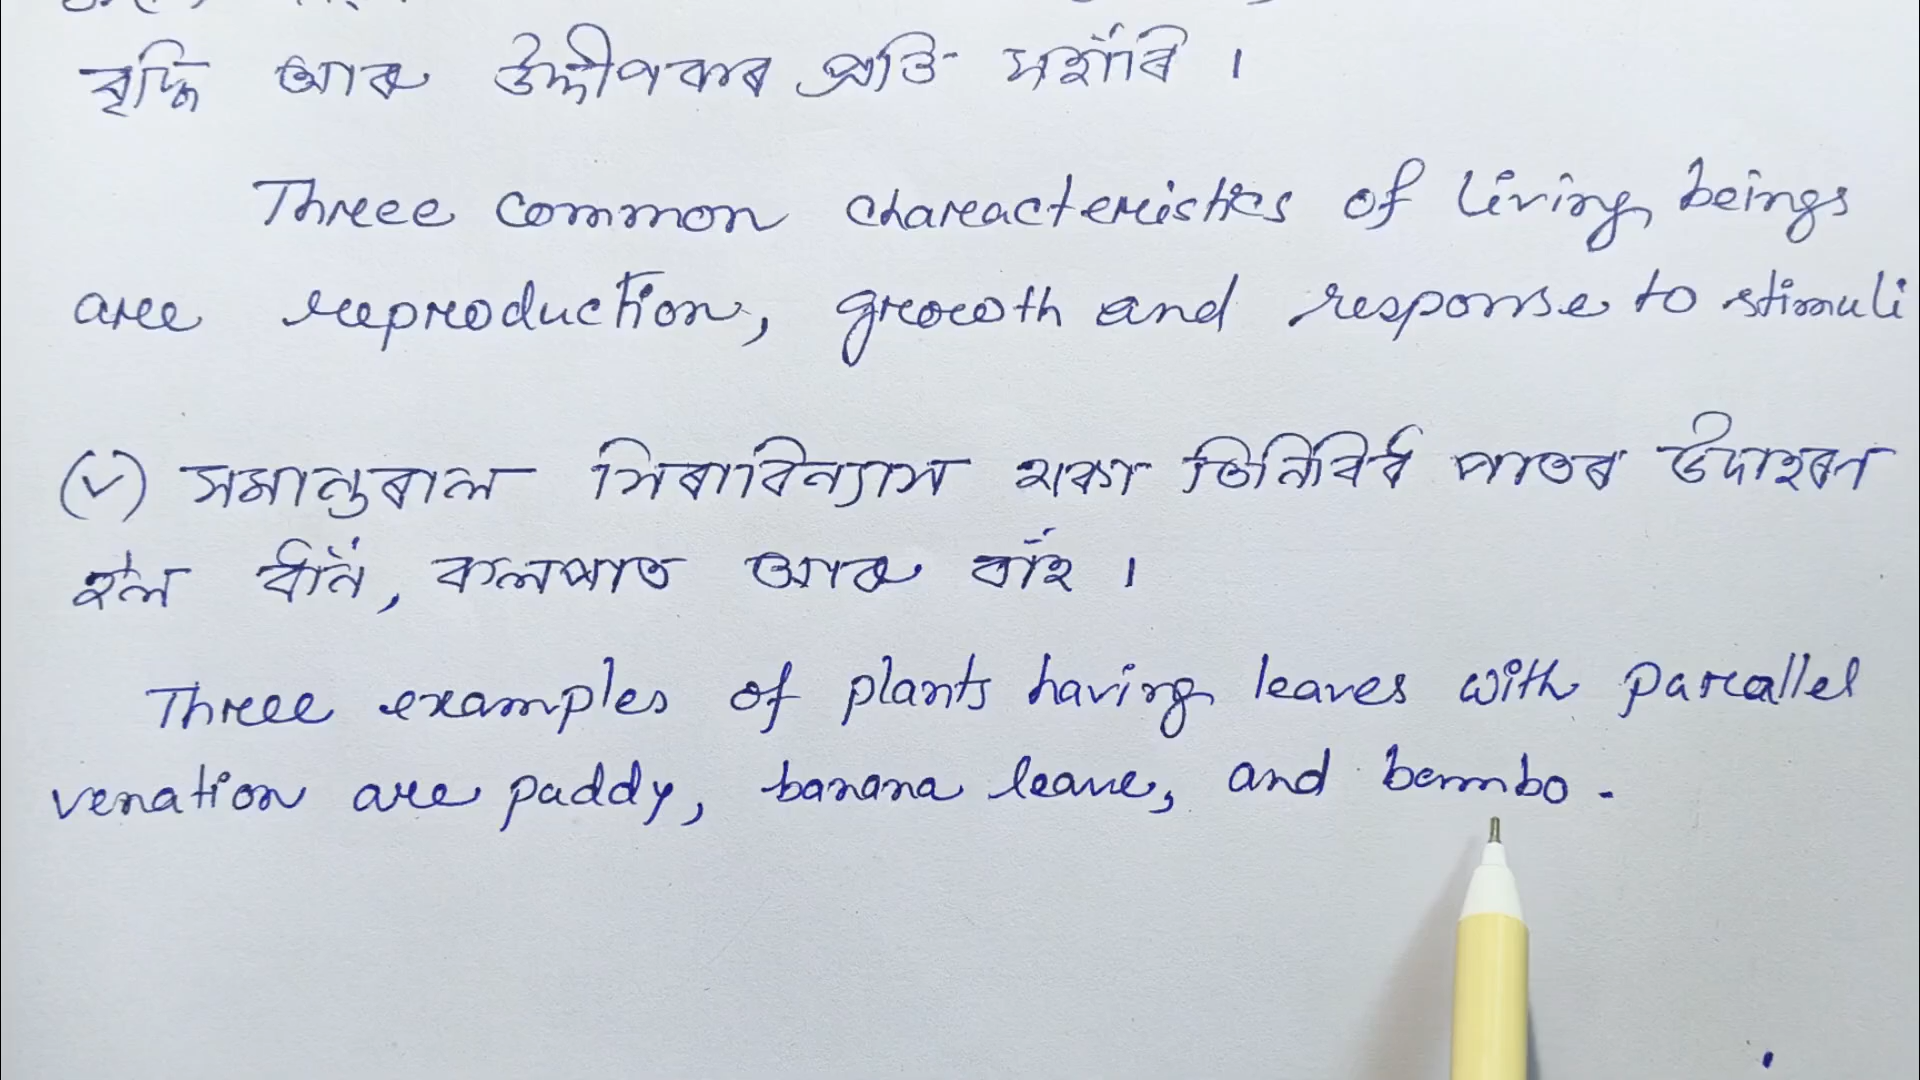 বৃদ্ধি আৰু উদ্দীপকৰ প্ৰতি সঁহাৰি ।
Three common characteristics of living beings
are reproduction, growth and response to stimuli
(v) সমান্তৰাল শিৰাবিন্যাস থকা তিনিবিধ পাতৰ উদাহৰণ
হ'ল ধান, কলপাত আৰু বাঁহ ।
Three examples of plants having leaves with parallel
venation are paddy, banana leave, and bambo.